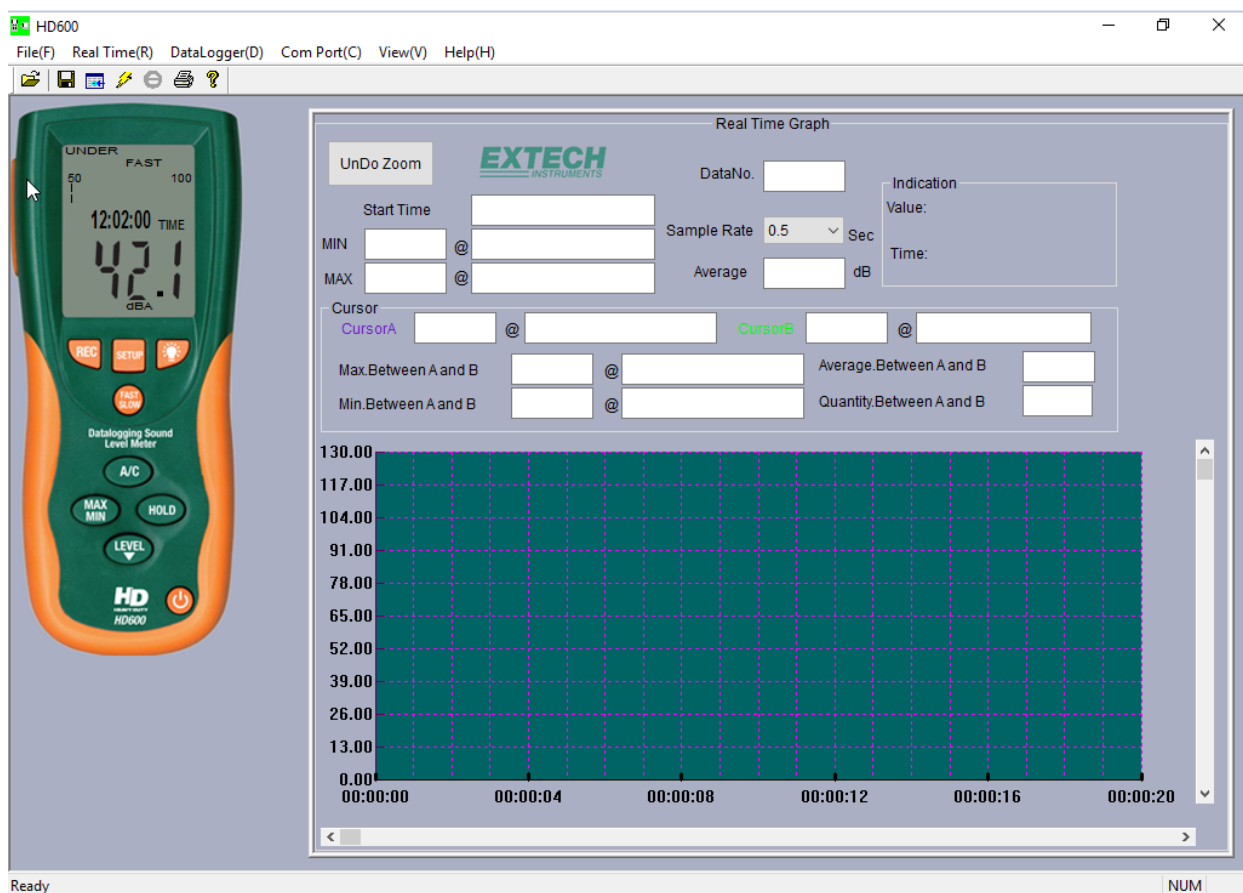 HD600
File(F) Real Time(R) DataLogger(D) Com Port(C) View(V) Help(H)
UNDER
FAST
50 100
12:02:00 TIME
42.1
dBA
REC SETUP
FAST
SLOW
Datalogging Sound
Level Meter
A/C
MAX
MIN
HOLD
LEVEL
HD
HEAVY DUTY
HD600
Real Time Graph
UnDo Zoom
EXTECH
INSTRUMENTS
DataNo.
Indication
Value:
Time:
Start Time
Sample Rate 0.5 Sec
MIN @
MAX @
Average dB
Cursor
CursorA @ CursorB @
Max.Between A and B @ Average.Between A and B
Min.Between A and B @ Quantity.Between A and B
130.00
117.00
104.00
91.00
78.00
65.00
52.00
39.00
26.00
13.00
0.00
00:00:00 00:00:04 00:00:08 00:00:12 00:00:16 00:00:20
Ready NUM